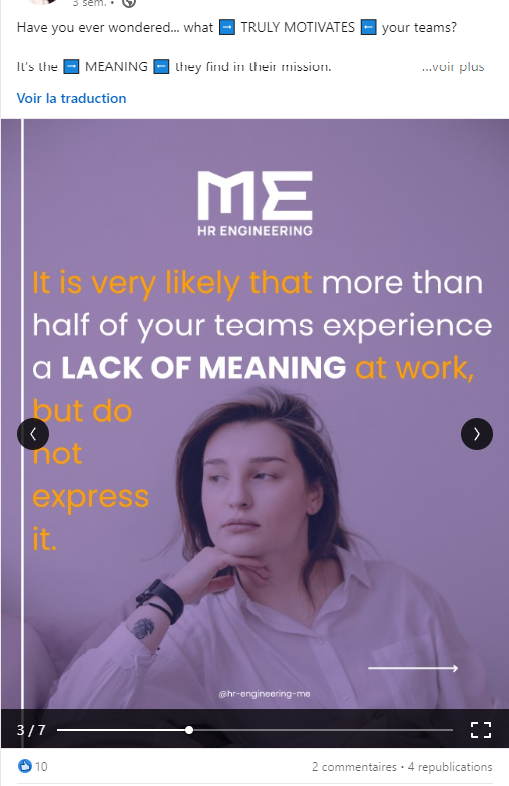 3 sem. •
Have you ever wondered... what ➡ TRULY MOTIVATES ⬅ your teams?
It's the ➡ MEANING ⬅ they find in their mission.
...voir plus
Voir la traduction
ME
HR ENGINEERING
It is very likely that more than
half of your teams experience
a LACK OF MEANING at work,
but do
not
express
it.
@hr-engineering-me
3 / 7
10
2 commentaires • 4 republications